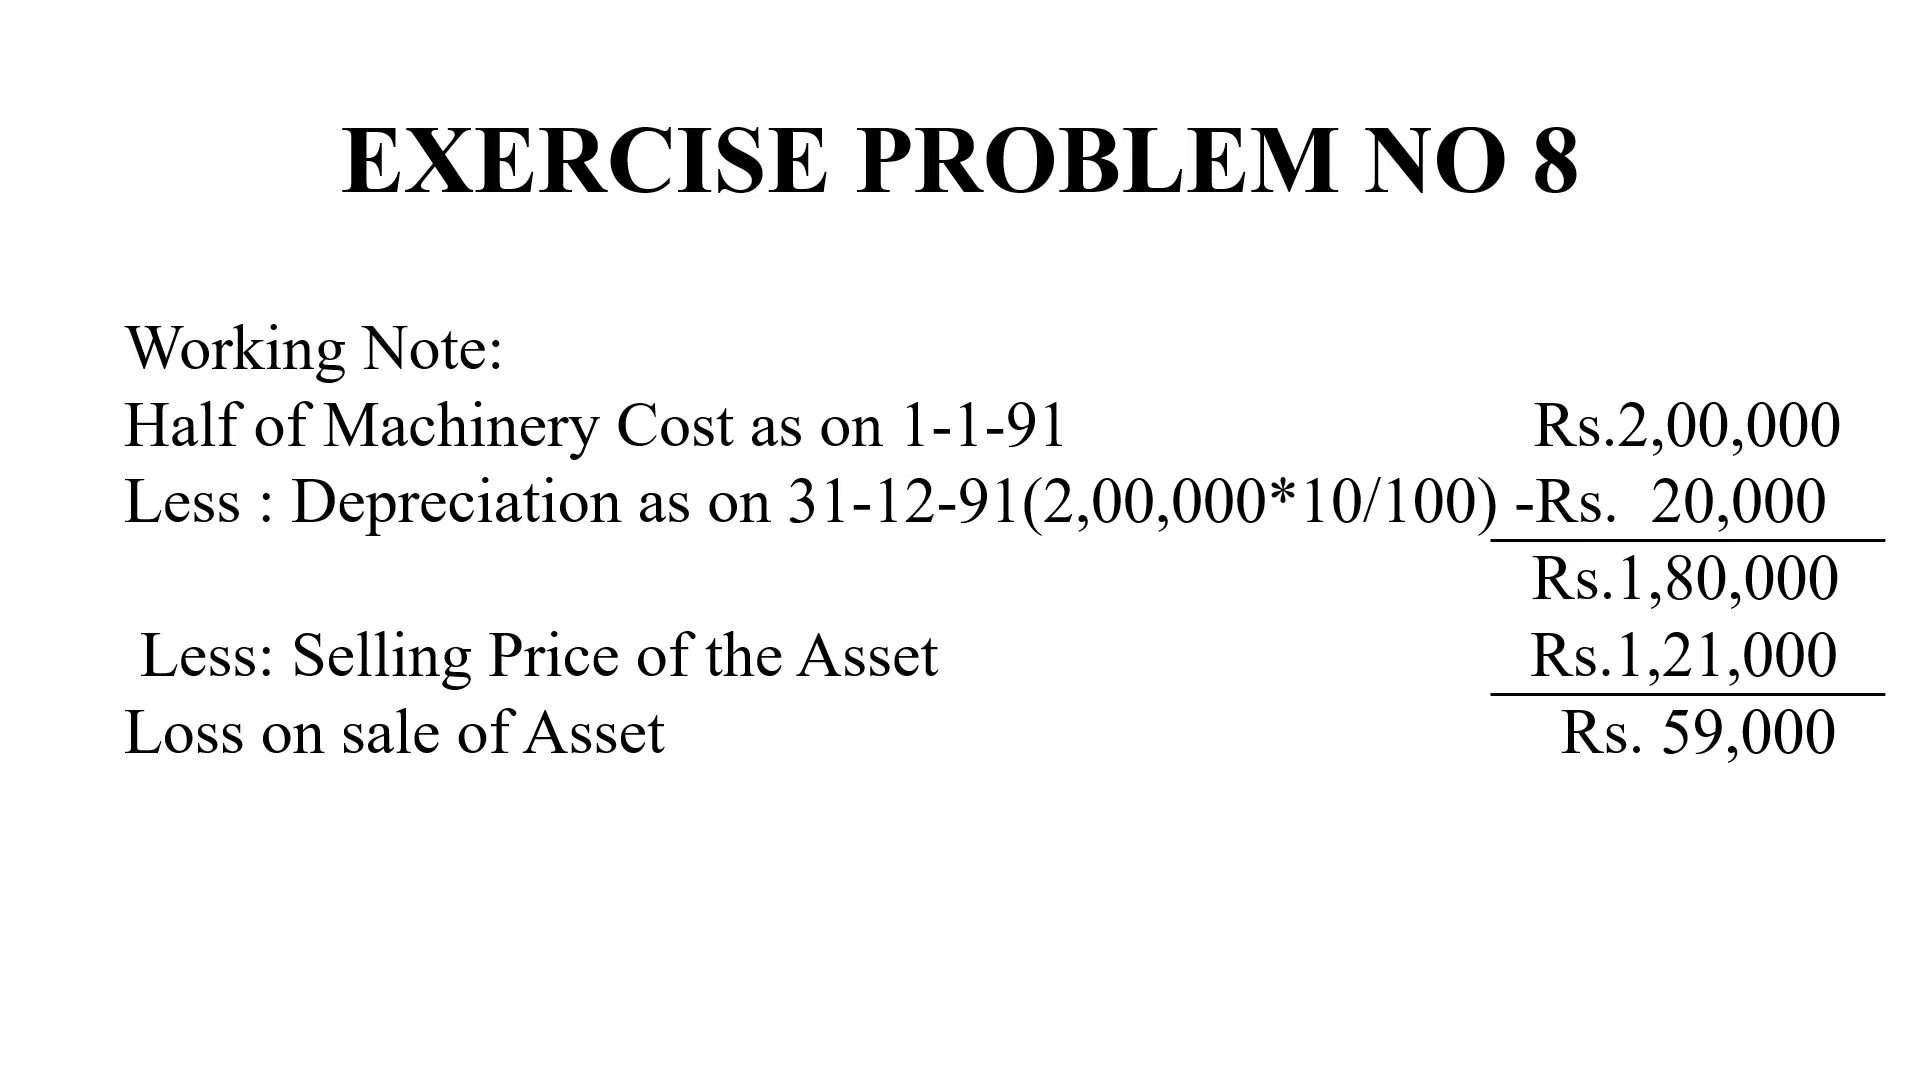 EXERCISE PROBLEM NO 8
Working Note:
Half of Machinery Cost as on 1-1-91 Rs.2,00,000
Less : Depreciation as on 31-12-91(2,00,000*10/100) -Rs. 20,000
Rs.1,80,000
Less: Selling Price of the Asset Rs.1,21,000
Loss on sale of Asset Rs. 59,000